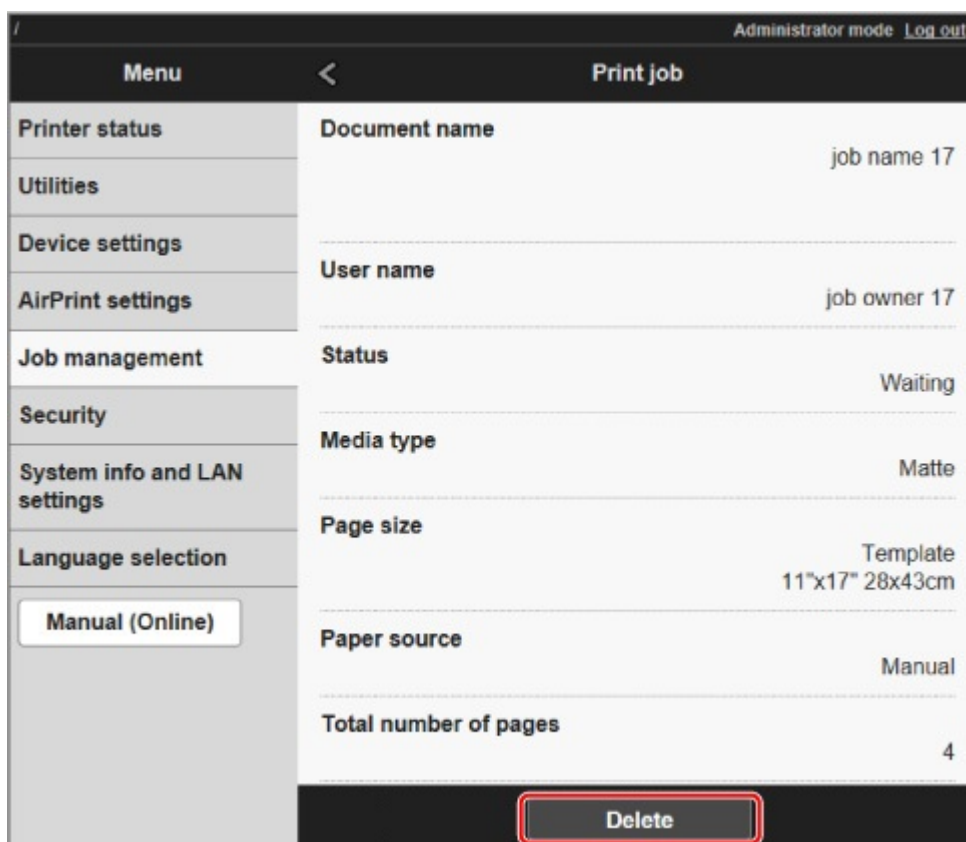 /
Administrator mode Log out
Menu
Printer status
Utilities
Device settings
AirPrint settings
Job management
Security
System info and LAN
settings
Language selection
Manual (Online)
Print job
Document name
job name 17
User name
job owner 17
Status
Waiting
Media type
Matte
Page size
Template
11"x17" 28x43cm
Paper source
Manual
Total number of pages
4
Delete